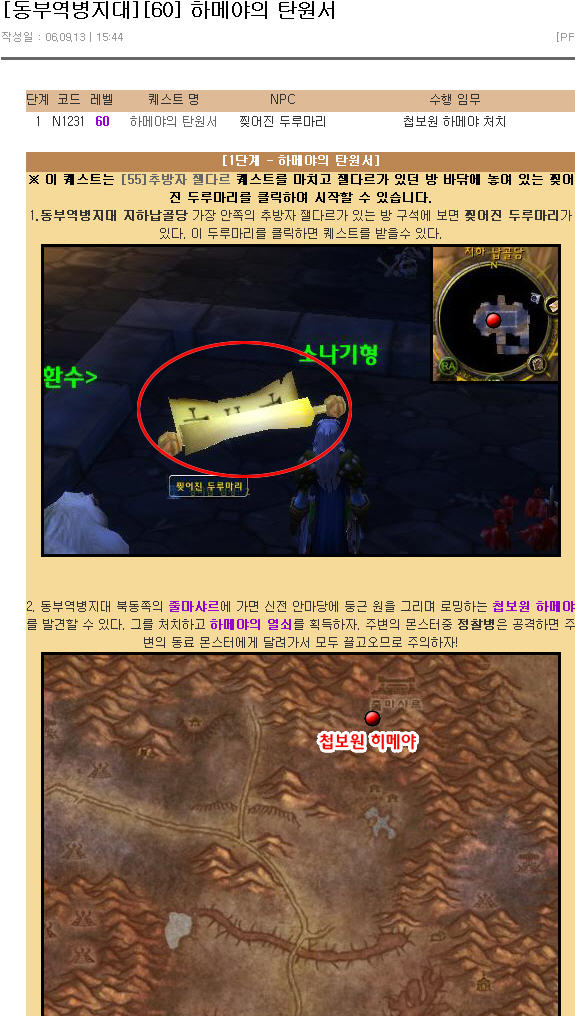 [동부역병지대][60] 하메야의 탄원서
작성일 : 06,09,13 | 15:44 [PF
단계 코드 레벨 퀘스트 명 NPC 수행 임무
1 N1231 60 하메야의 탄원서 찢어진 두루마리 첩보원 하메야 처치
[1단계 - 하메야의 탄원서]
※ 이 퀘스트는 [55]추방자 젤다르 퀘스트를 마치고 젤다르가 있던 방 바닦에 놓여 있는 찢어
진 두루마리를 클릭하여 시작할 수 있습니다.
1.동부역병지대 지하납골당 가장 안쪽의 추방자 젤다르가 있는 방 구석에 보면 찢어진 두루마리가
있다. 이 두루마리를 클릭하면 퀘스트를 받을수 있다.
지하 납골당
N
소나기형
환수>
RA
찢어진 두루마리
2. 동부역병지대 북동쪽의 줄마샤르에 가면 신전 안마당에 둥근 원을 그리며 로밍하는 첩보원 하메야
를 발견할 수 있다. 그를 처치하고 하메야의 열쇠를 획득하자. 주변의 몬스터중 정찰병은 공격하면 주
변의 동료 몬스터에게 달려가서 모두 끌고오므로 주의하자!
줄마샤르
첩보원 히메야